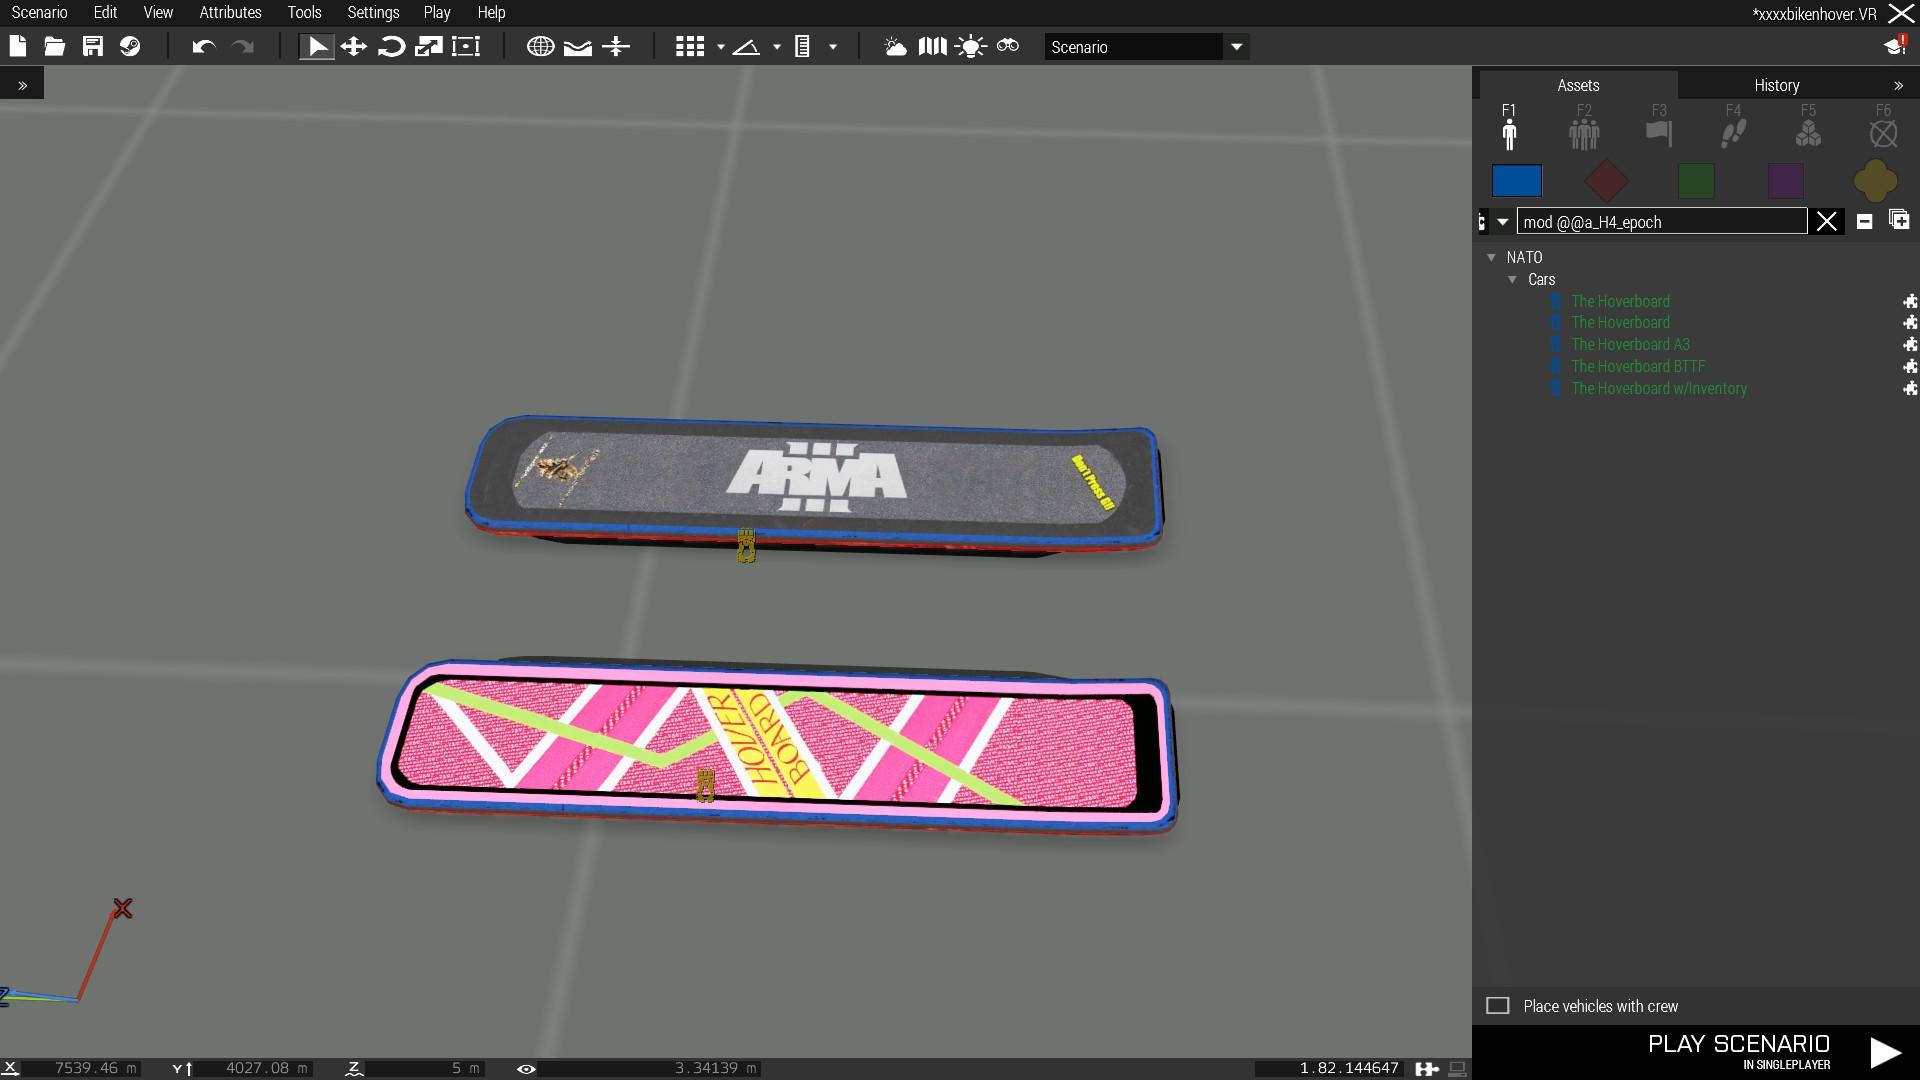 Scenario Edit View Attributes Tools Settings Play Help
*xxxxbikenhover.VR
Scenario
Assets History
F1 F2 F3 F4 F5 F6
mod @@a_H4_epoch
NATO
Cars
The Hoverboard
The Hoverboard
The Hoverboard A3
The Hoverboard BTTF
The Hoverboard w/Inventory
ARMA
III
Don't Press
HOVER
BOARD
X
Z
Place vehicles with crew
PLAY SCENARIO
IN SINGLEPLAYER
X 7539.46 m Y 4027.08 m Z 5 m 3.34139 m 1.82.144647